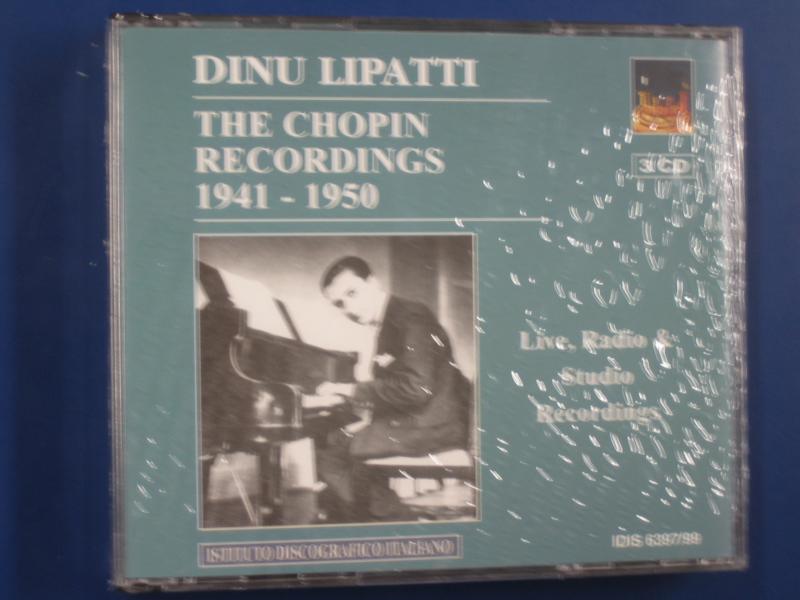 DINU LIPATTI
THE CHOPIN
RECORDINGS
1941 - 1950
3 CD
Live, Radio &
Studio
Recordings
ISTITUTO DISCOGRAFICO ITALIANO
IDIS 6397/99